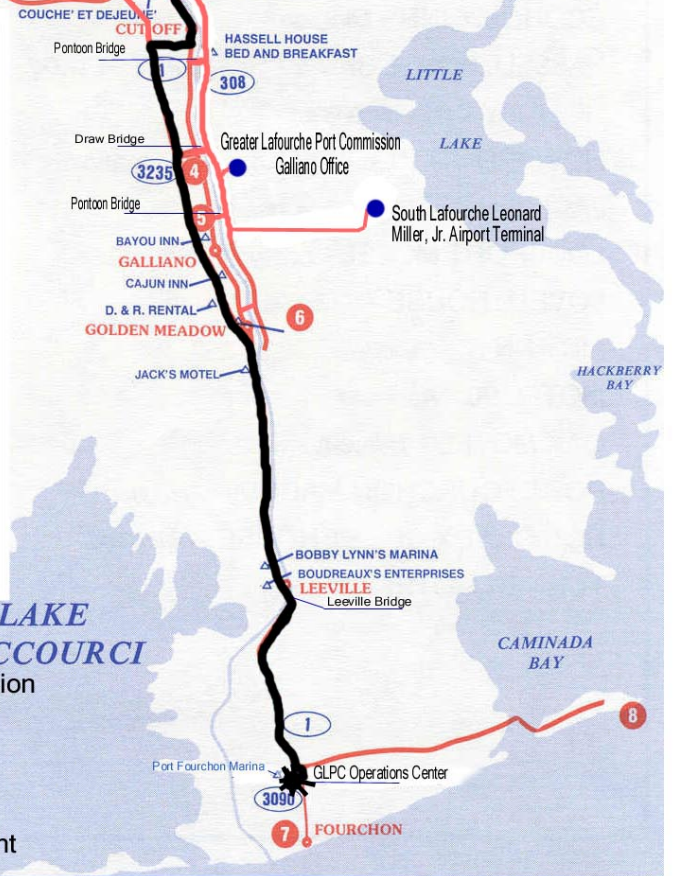 COUCHE' ET DEJEUNE'
CUT OFF
HASSELL HOUSE
BED AND BREAKFAST
Pontoon Bridge
1
308
LITTLE
LAKE
Draw Bridge
Greater Lafourche Port Commission
Galliano Office
3235
4
Pontoon Bridge
5
South Lafourche Leonard
Miller, Jr. Airport Terminal
BAYOU INN
GALLIANO
CAJUN INN
D. & R. RENTAL
GOLDEN MEADOW
6
JACK'S MOTEL
HACKBERRY
BAY
BOBBY LYNN'S MARINA
BOUDREAUX'S ENTERPRISES
LEEVILLE
Leeville Bridge
LAKE
CCOURCI
ion
CAMINADA
BAY
8
1
Port Fourchon Marina
GLPC Operations Center
3090
7
FOURCHON
nt